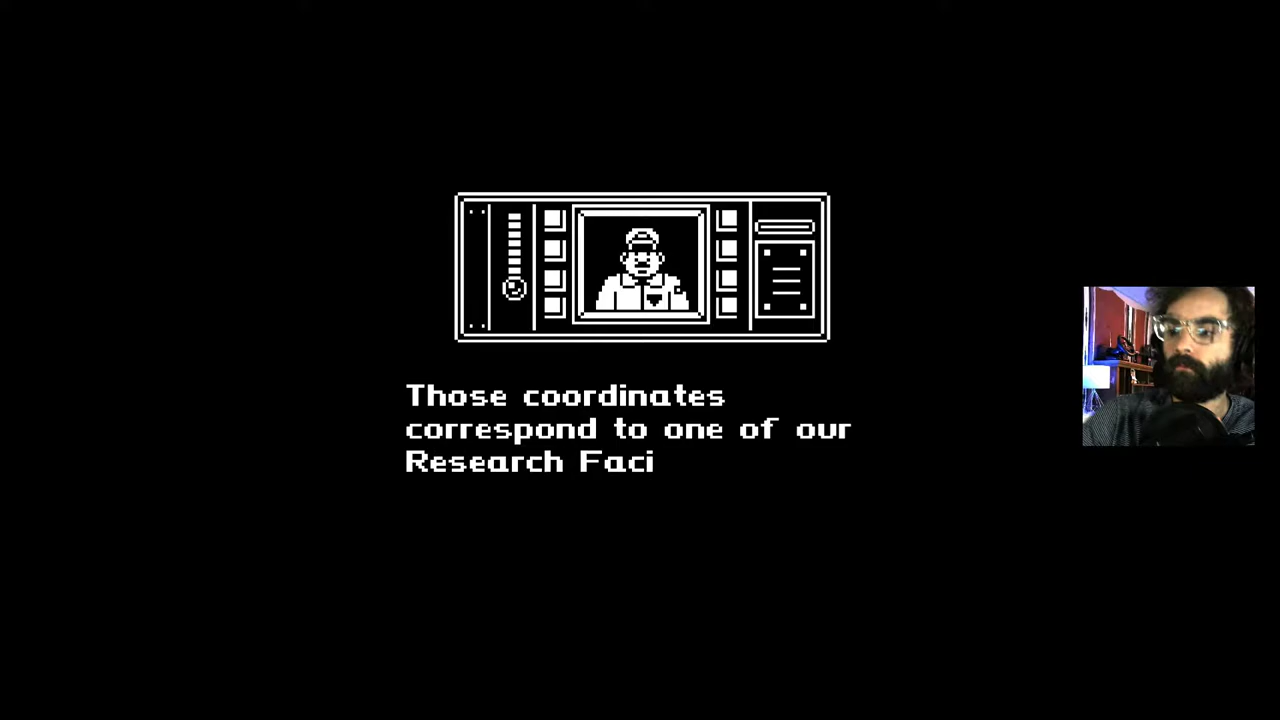 Those coordinates
correspond to one of our
Research Faci